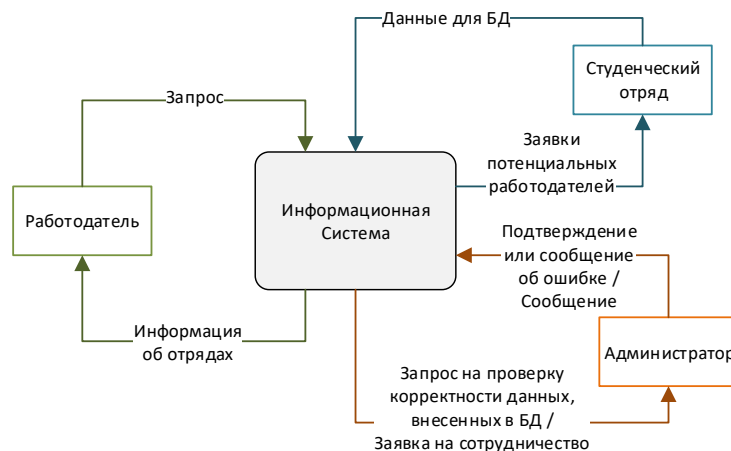 Данные для БД
Студенческий
отряд
Запрос
Заявки
потенциальных
работодателей
Информационная
Система
Работодатель
Подтверждение
или сообщение
об ошибке /
Сообщение
Информация
об отрядах
Администратор
Запрос на проверку
корректности данных,
внесенных в БД /
Заявка на сотрудничество